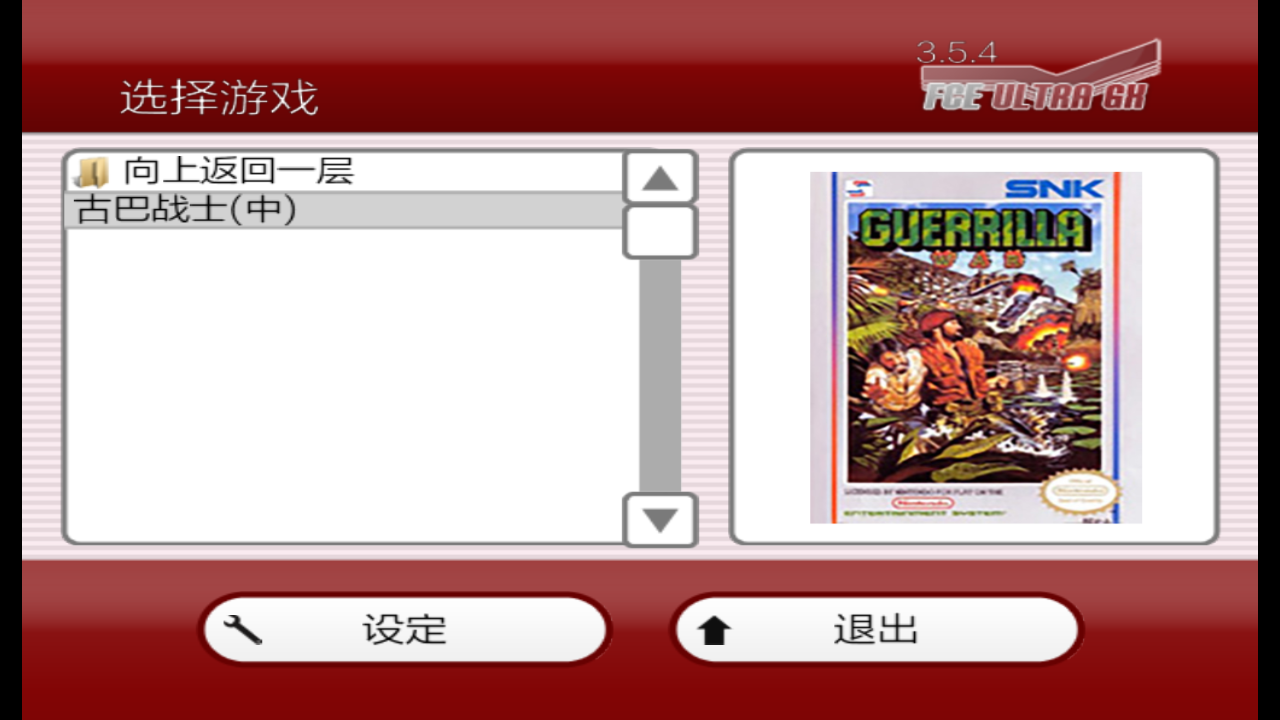 3.5.4
选择游戏
FCE ULTRA GX
向上返回一层
古巴战士(中)
SNK
GUERRILLA
WAR
LICENSED BY NINTENDO FOR PLAY ON THE
Nintendo
ENTERTAINMENT SYSTEM
设定
退出